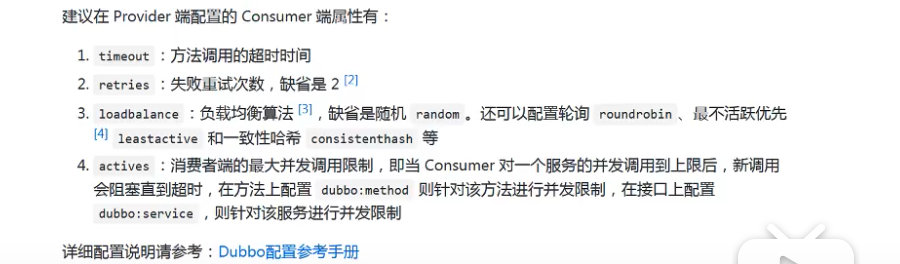 建议在 Provider 端配置的 Consumer 端属性有：
1. timeout ：方法调用的超时时间
2. retries ：失败重试次数，缺省是 2 [2]
3. loadbalance ：负载均衡算法 [3]，缺省是随机 random 。还可以配置轮询 roundrobin 、最不活跃优先
[4] leastactive 和一致性哈希 consistenthash 等
4. actives ：消费者端的最大并发调用限制，即当 Consumer 对一个服务的并发调用到上限后，新调用
会阻塞直到超时，在方法上配置 dubbo:method 则针对该方法进行并发限制，在接口上配置
dubbo:service ，则针对该服务进行并发限制
详细配置说明请参考：Dubbo配置参考手册